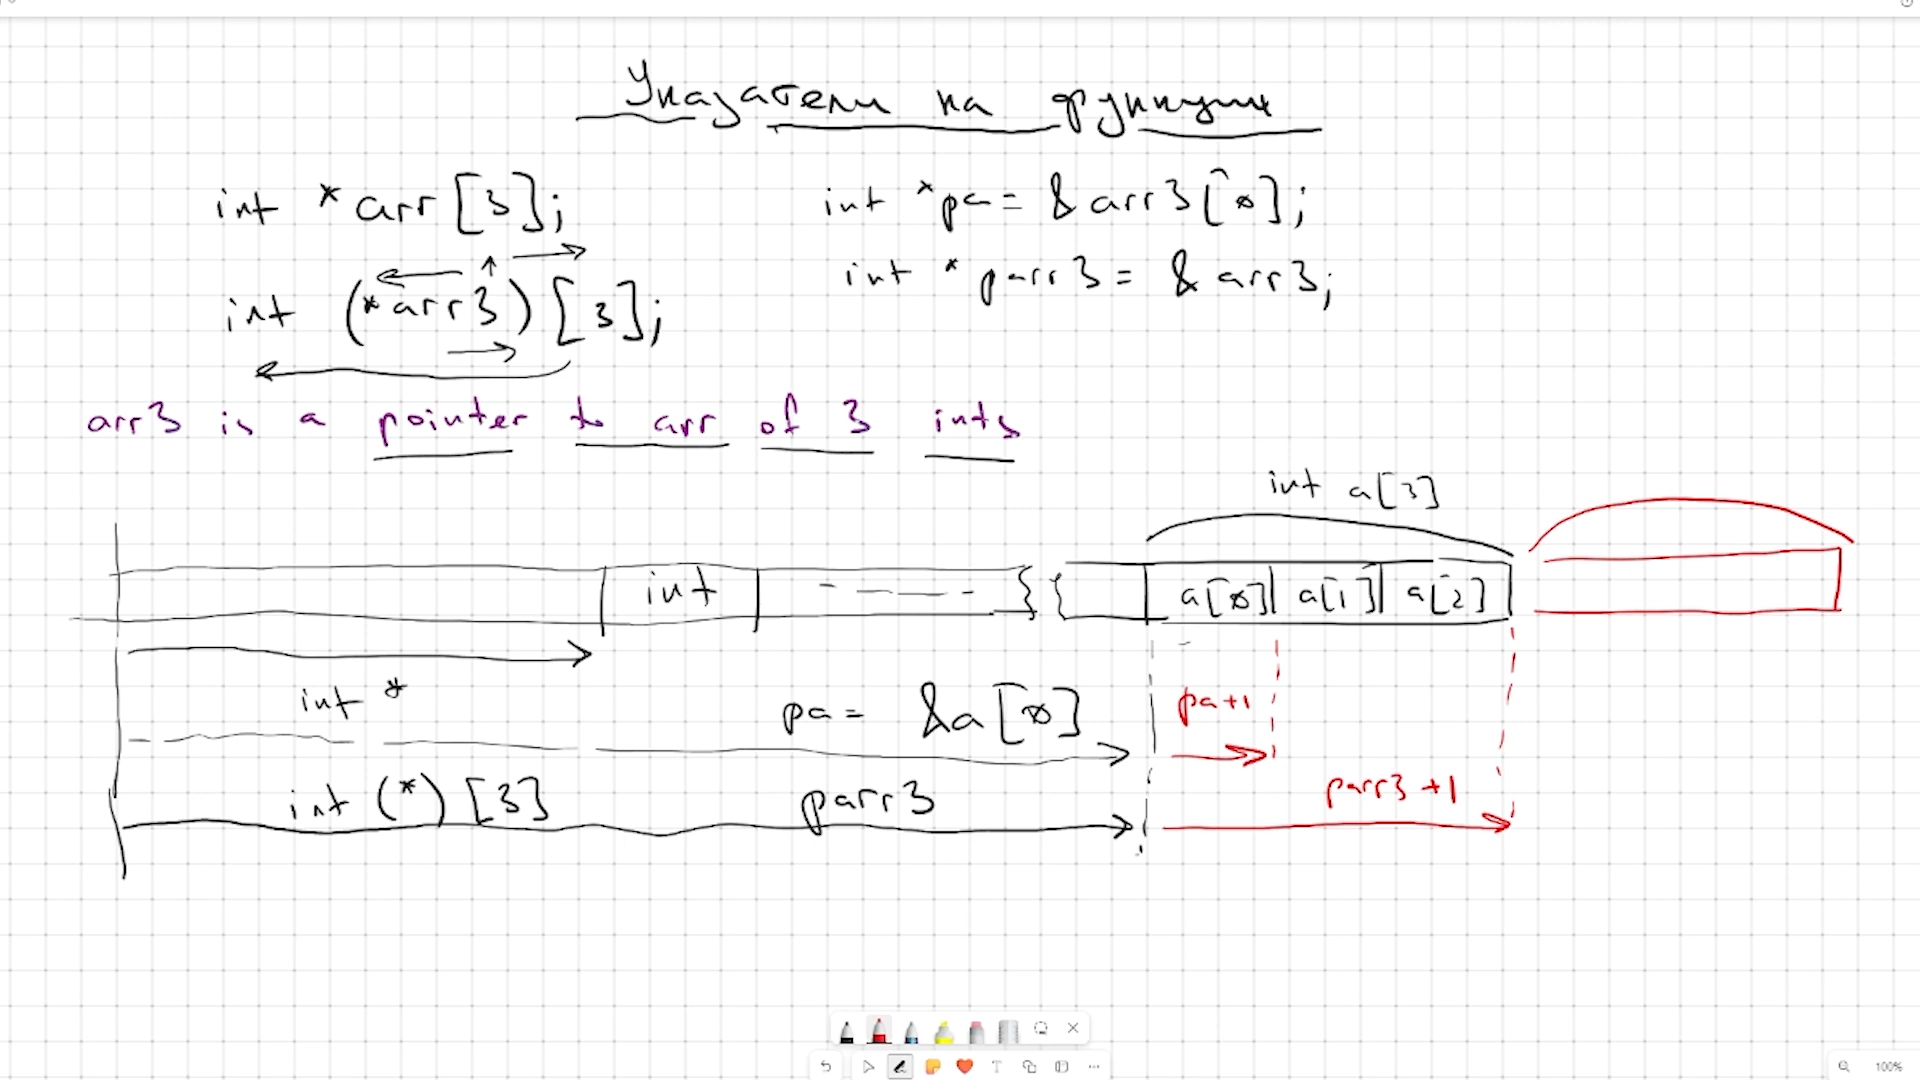 Указатели на функции
int *arr[3];
int (*arr3)[3];
int *pa = &arr3[0];
int * parr3 = &arr3;
arr3 is a pointer to arr of 3 ints
int a[3]
int
a[0] a[1] a[2]
int *
pa = &a[0]
pa+1
int (*)[3]
parr3
parr3 +1
100%